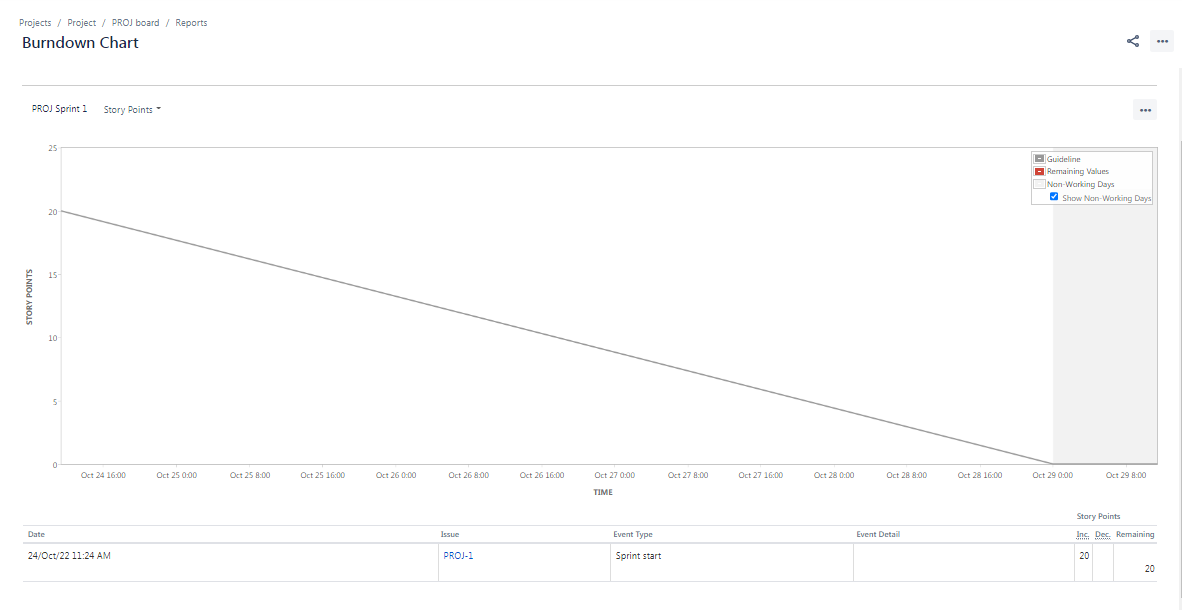 Projects / Project / PROJ board / Reports
Burndown Chart
PROJ Sprint 1 Story Points
25
20
15
10
5
0
STORY POINTS
Guideline
Remaining Values
Non-Working Days
Show Non-Working Days
Oct 24 16:00 Oct 25 0:00 Oct 25 8:00 Oct 25 16:00 Oct 26 0:00 Oct 26 8:00 Oct 26 16:00 Oct 27 0:00 Oct 27 8:00 Oct 27 16:00 Oct 28 0:00 Oct 28 8:00 Oct 28 16:00 Oct 29 0:00 Oct 29 8:00
TIME
Story Points
Date Issue Event Type Event Detail Inc. Dec. Remaining
24/Oct/22 11:24 AM PROJ-1 Sprint start 20
20